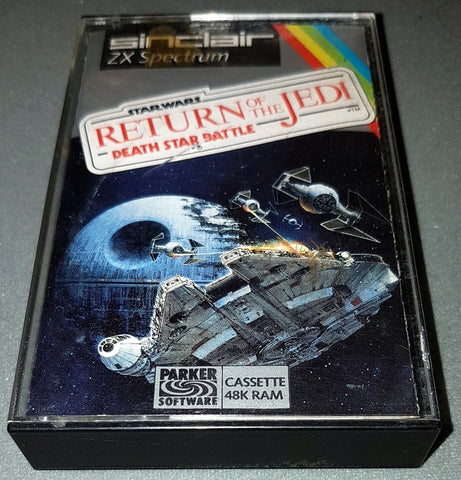 sinclair
ZX Spectrum
STAR WARS
RETURN OF THE JEDI
DEATH STAR BATTLE
PARKER
SOFTWARE
CASSETTE
48K RAM